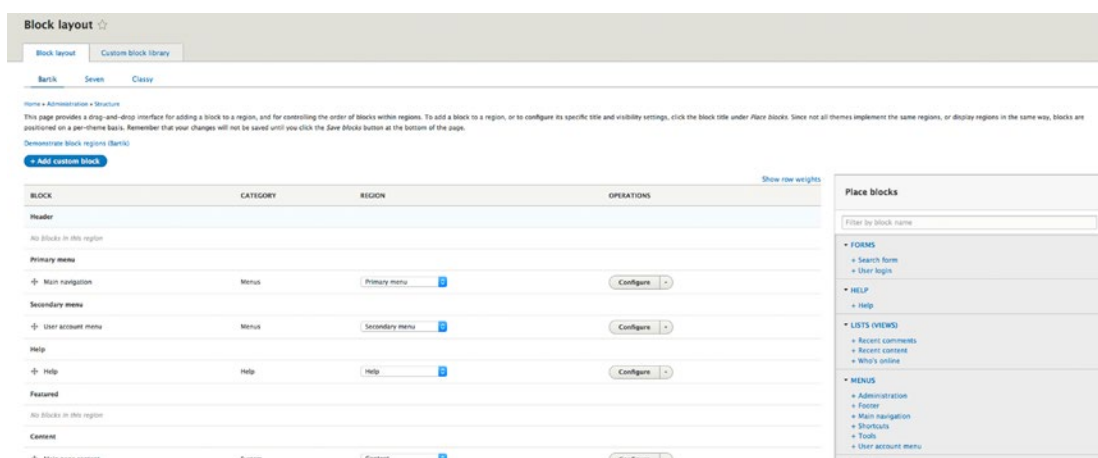 Block layout
Block layout Custom block library
Bartik Seven Classy
Home » Administration » Structure
This page provides a drag-and-drop interface for adding a block to a region, and for controlling the order of blocks within regions. To add a block to a region, or to configure its specific title and visibility settings, click the block title under Place blocks. Since not all themes implement the same regions, or display regions in the same way, blocks are
positioned on a per-theme basis. Remember that your changes will not be saved until you click the Save blocks button at the bottom of the page.
Demonstrate block regions (Bartik)
+ Add custom block
Show row weights
BLOCK CATEGORY REGION OPERATIONS
Header
No blocks in this region
Primary menu
Main navigation Menus Primary menu Configure
Secondary menu
User account menu Menus Secondary menu Configure
Help
Help Help Help Configure
Featured
No blocks in this region
Content
Place blocks
Filter by block name
FORMS
+ Search form
+ User login
HELP
+ Help
LISTS (VIEWS)
+ Recent comments
+ Recent content
+ Who's online
MENUS
+ Administration
+ Footer
+ Main navigation
+ Shortcuts
+ Tools
+ User account menu